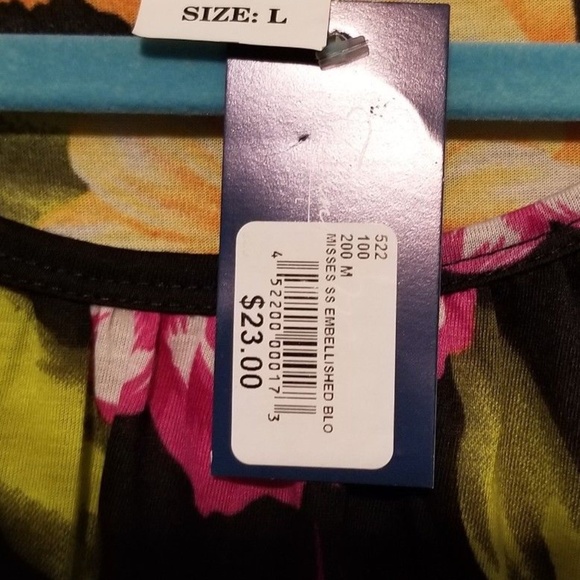 SIZE: L
522
100
200 M
MISSES SS EMBELLISHED BLO
4 52200 00017 3
$23.00